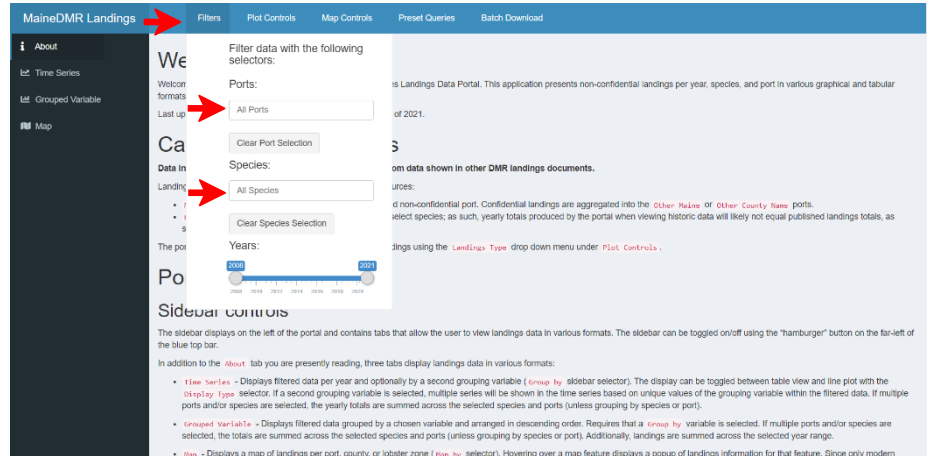 MaineDMR Landings
Filters
Plot Controls
Map Controls
Preset Queries
Batch Download
About
Time Series
Grouped Variable
Map
Filter data with the following
selectors:
Ports:
All Ports
Clear Port Selection
Species:
All Species
Clear Species Selection
Years:
2008 2021
2008 2010 2012 2014 2016 2018 2020
We
Welcom es Landings Data Portal. This application presents non-confidential landings per year, species, and port in various graphical and tabular
formats
Last up of 2021.
Ca s
Data in om data shown in other DMR landings documents.
Landing urces:
d non-confidential port. Confidential landings are aggregated into the Other Maine or Other County Name ports.
select species; as such, yearly totals produced by the portal when viewing historic data will likely not equal published landings totals, as
s
The por dings using the Landings Type drop down menu under Plot Controls.
Po
Sidebar controls
The sidebar displays on the left of the portal and contains tabs that allow the user to view landings data in various formats. The sidebar can be toggled on/off using the "hamburger" button on the far-left of
the blue top bar.
In addition to the About tab you are presently reading, three tabs display landings data in various formats:
• Time Series - Displays filtered data per year and optionally by a second grouping variable ( Group by sidebar selector). The display can be toggled between table view and line plot with the
Display Type selector. If a second grouping variable is selected, multiple series will be shown in the time series based on unique values of the grouping variable within the filtered data. If multiple
ports and/or species are selected, the yearly totals are summed across the selected species and ports (unless grouping by species or port).
• Grouped Variable - Displays filtered data grouped by a chosen variable and arranged in descending order. Requires that a Group by variable is selected. If multiple ports and/or species are
selected, the totals are summed across the selected species and ports (unless grouping by species or port). Additionally, landings are summed across the selected year range.
• Map - Displays a map of landings per port, county, or lobster zone ( Map by selector). Hovering over a map feature displays a popup of landings information for that feature. Since only modern